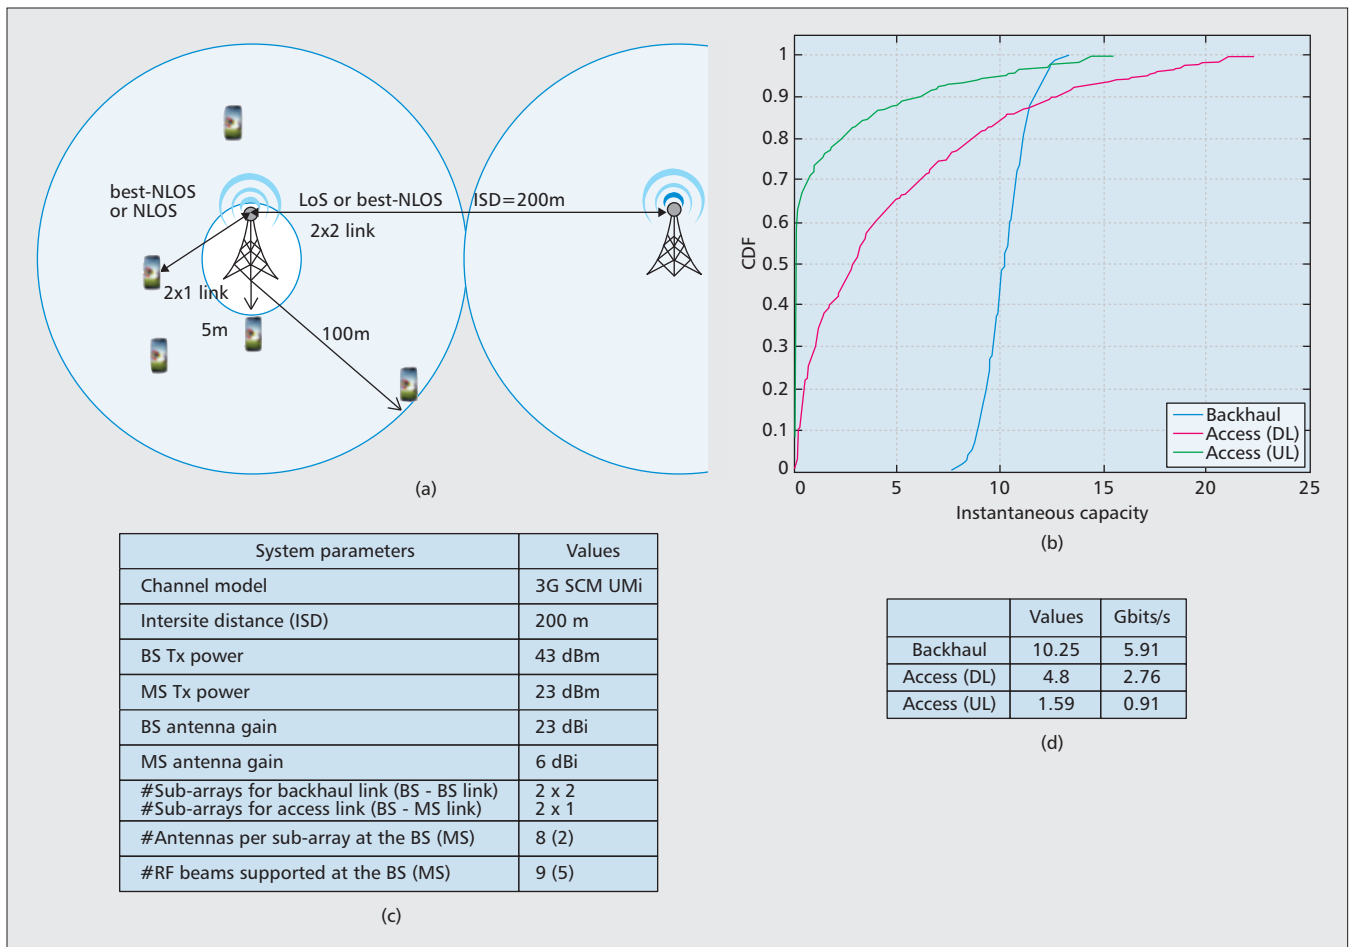 best-NLOS
or NLOS
LoS or best-NLOS
ISD=200m
2x2 link
2x1 link
5m
100m
(a)
CDF
1
0.9
0.8
0.7
0.6
0.5
0.4
0.3
0.2
0.1
0
0
5
10
15
20
25
Instantaneous capacity
Backhaul
Access (DL)
Access (UL)
(b)
System parameters Values
Channel model 3G SCM UMi
Intersite distance (ISD) 200 m
BS Tx power 43 dBm
MS Tx power 23 dBm
BS antenna gain 23 dBi
MS antenna gain 6 dBi
#Sub-arrays for backhaul link (BS - BS link) 2 x 2
#Sub-arrays for access link (BS - MS link) 2 x 1
#Antennas per sub-array at the BS (MS) 8 (2)
#RF beams supported at the BS (MS) 9 (5)
(c)
Values Gbits/s
Backhaul 10.25 5.91
Access (DL) 4.8 2.76
Access (UL) 1.59 0.91
(d)